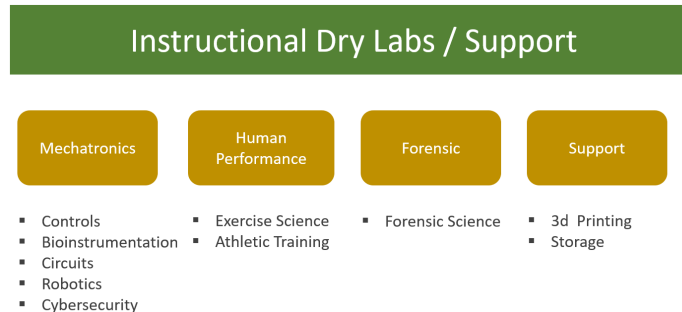 Instructional Dry Labs / Support
Mechatronics
Human
Performance
Forensic
Support
▪ Controls
▪ Bioinstrumentation
▪ Circuits
▪ Robotics
▪ Cybersecurity
▪ Exercise Science
▪ Athletic Training
▪ Forensic Science
▪ 3d Printing
▪ Storage